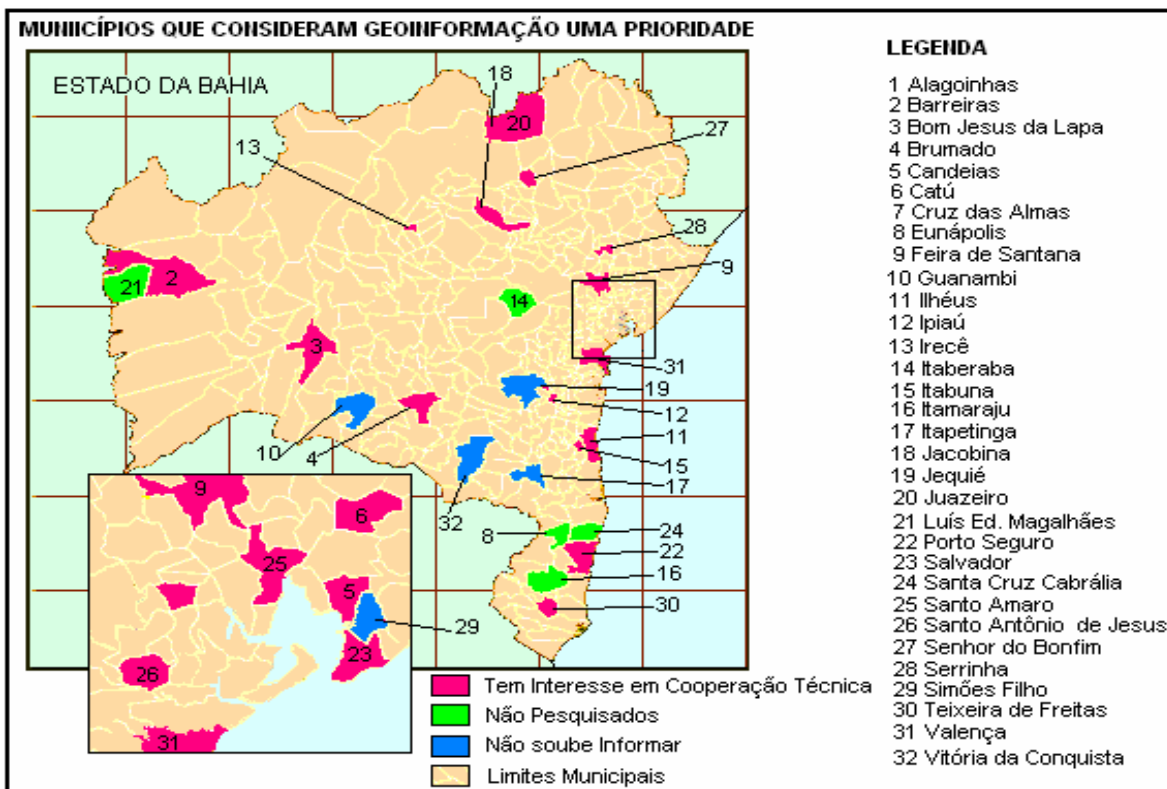 MUNIICÍPIOS QUE CONSIDERAM GEOINFORMAÇÃO UMA PRIORIDADE
ESTADO DA BAHIA
18
20
13
27
28
9
21
2
14
3
31
19
12
10
4
11
15
17
32
8
24
22
16
30
9
6
25
5
29
23
26
31
Tem Interesse em Cooperação Técnica
Não Pesquisados
Não soube Informar
Limites Municipais
LEGENDA
1 Alagoinhas
2 Barreiras
3 Bom Jesus da Lapa
4 Brumado
5 Candeias
6 Catú
7 Cruz das Almas
8 Eunápolis
9 Feira de Santana
10 Guanambi
11 Ilhéus
12 Ipiaú
13 Irecê
14 Itaberaba
15 Itabuna
16 Itamaraju
17 Itapetinga
18 Jacobina
19 Jequié
20 Juazeiro
21 Luís Ed. Magalhães
22 Porto Seguro
23 Salvador
24 Santa Cruz Cabrália
25 Santo Amaro
26 Santo Antônio de Jesus
27 Senhor do Bonfim
28 Serrinha
29 Simões Filho
30 Teixeira de Freitas
31 Valença
32 Vitória da Conquista